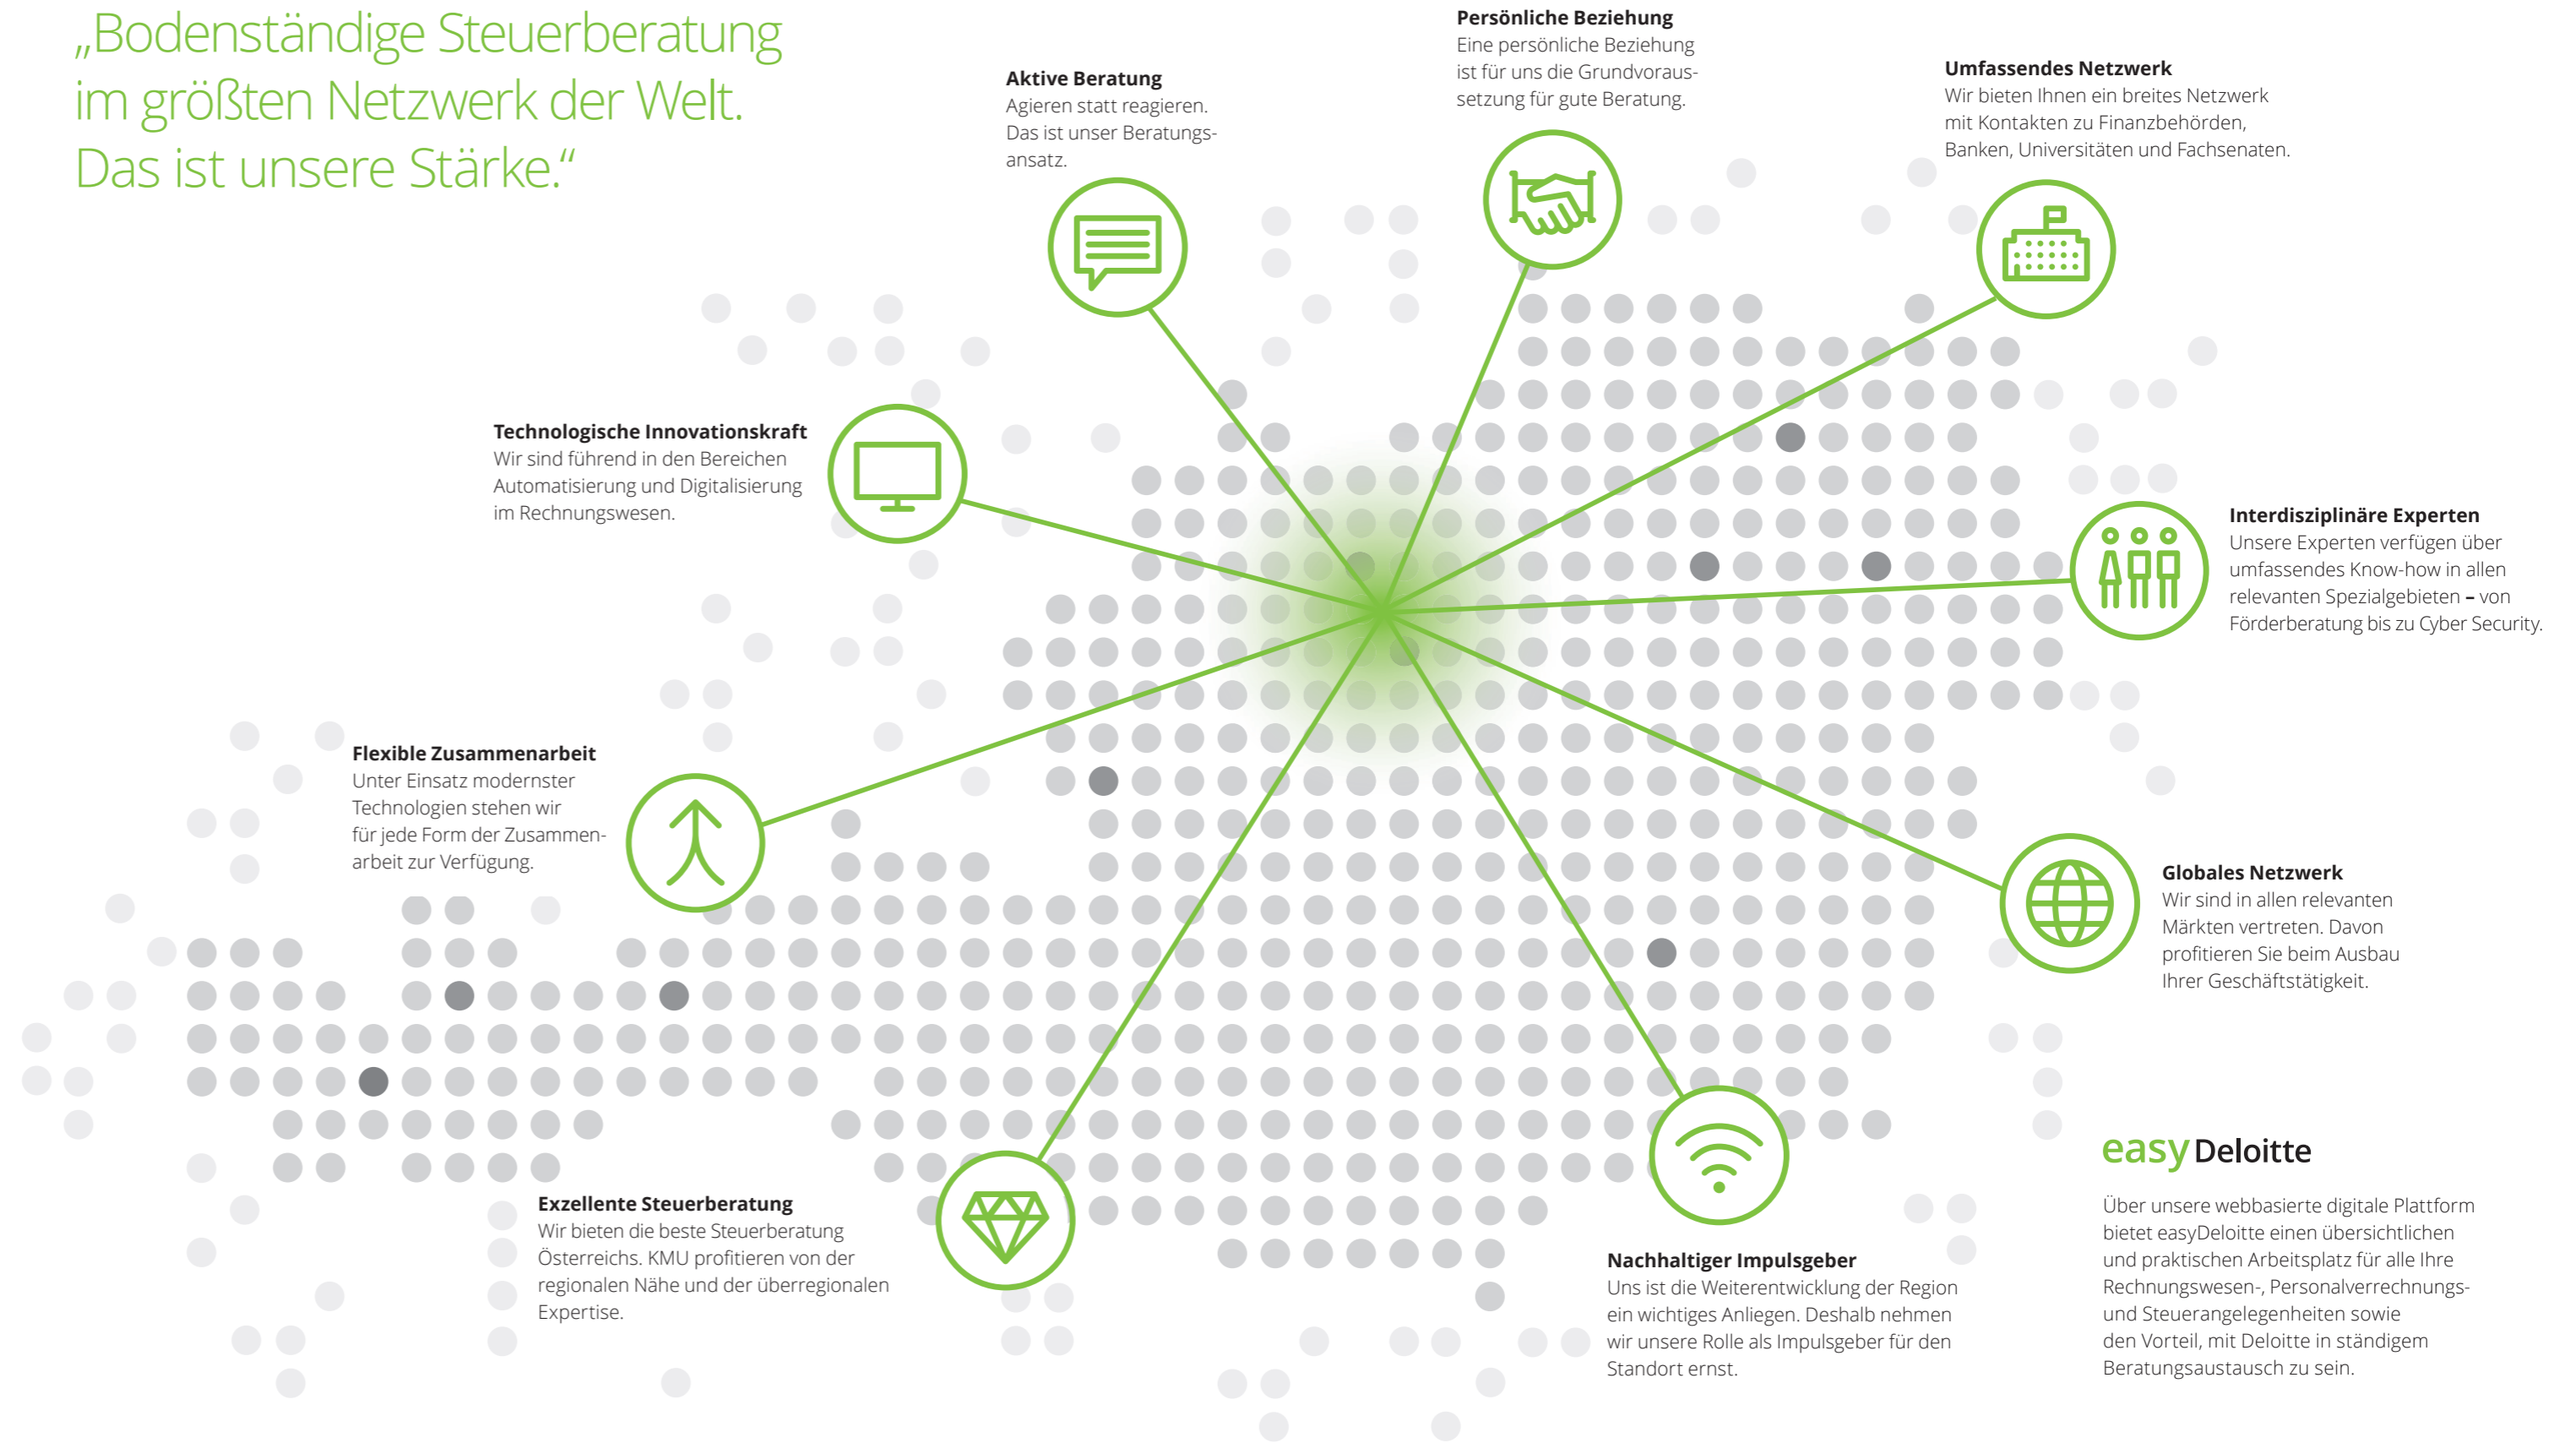 „Bodenständige Steuerberatung
im größten Netzwerk der Welt.
Das ist unsere Stärke.“
Aktive Beratung
Agieren statt reagieren.
Das ist unser Beratungs-
ansatz.
Persönliche Beziehung
Eine persönliche Beziehung
ist für uns die Grundvoraus-
setzung für gute Beratung.
Umfassendes Netzwerk
Wir bieten Ihnen ein breites Netzwerk
mit Kontakten zu Finanzbehörden,
Banken, Universitäten und Fachsenaten.
Technologische Innovationskraft
Wir sind führend in den Bereichen
Automatisierung und Digitalisierung
im Rechnungswesen.
Interdisziplinäre Experten
Unsere Experten verfügen über
umfassendes Know-how in allen
relevanten Spezialgebieten – von
Förderberatung bis zu Cyber Security.
Flexible Zusammenarbeit
Unter Einsatz modernster
Technologien stehen wir
für jede Form der Zusammen-
arbeit zur Verfügung.
Globales Netzwerk
Wir sind in allen relevanten
Märkten vertreten. Davon
profitieren Sie beim Ausbau
Ihrer Geschäftstätigkeit.
Exzellente Steuerberatung
Wir bieten die beste Steuerberatung
Österreichs. KMU profitieren von der
regionalen Nähe und der überregionalen
Expertise.
Nachhaltiger Impulsgeber
Uns ist die Weiterentwicklung der Region
ein wichtiges Anliegen. Deshalb nehmen
wir unsere Rolle als Impulsgeber für den
Standort ernst.
easyDeloitte
Über unsere webbasierte digitale Plattform
bietet easyDeloitte einen übersichtlichen
und praktischen Arbeitsplatz für alle Ihre
Rechnungswesen-, Personalverrechnungs-
und Steuerangelegenheiten sowie
den Vorteil, mit Deloitte in ständigem
Beratungsaustausch zu sein.